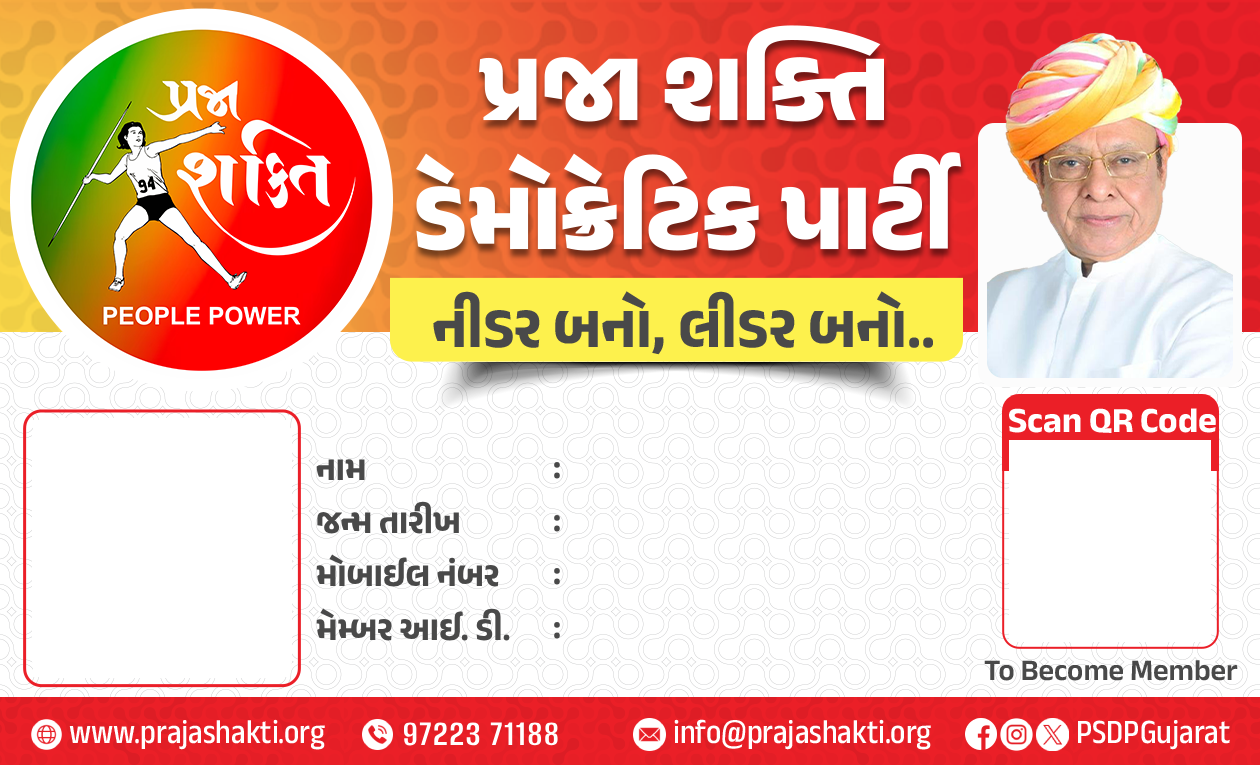 પ્રજા
શક્તિ
94
PEOPLE POWER
પ્રજા શક્તિ
ડેમોક્રેટિક પાર્ટી
નીડર બનો, લીડર બનો..
નામ :
જન્મ તારીખ :
મોબાઈલ નંબર :
મેમ્બર આઈ. ડી. :
Scan QR Code
To Become Member
www.prajashakti.org 97223 71188 info@prajashakti.org PSDPGujarat